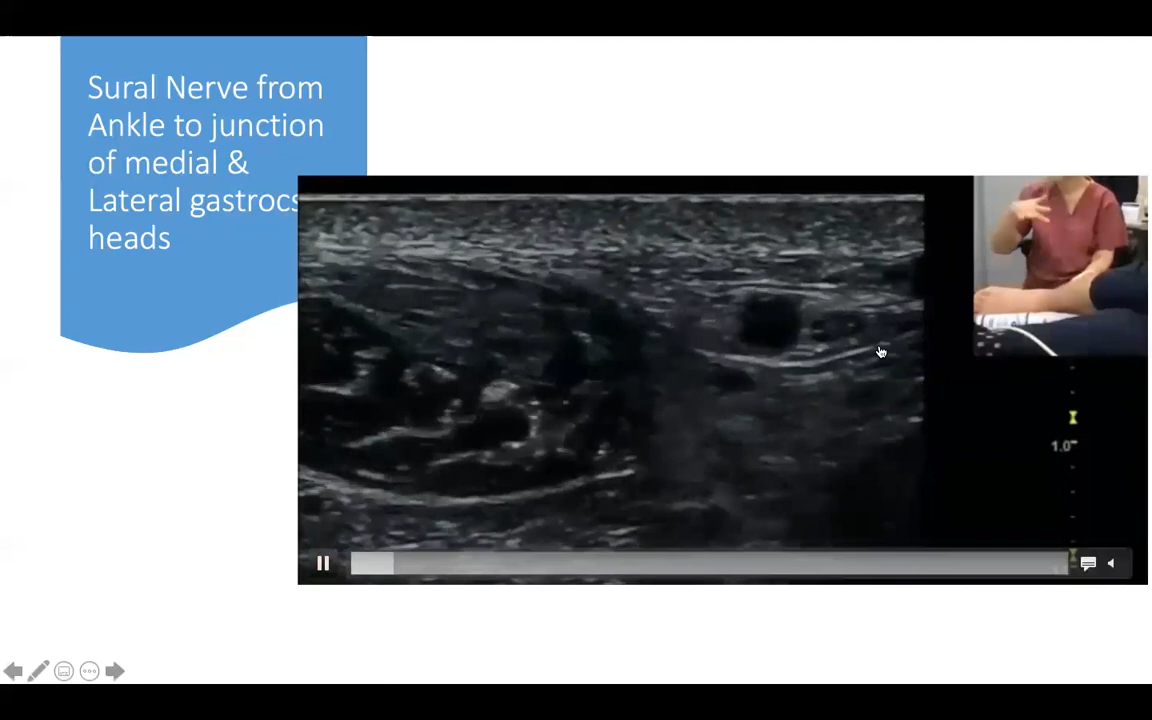 Sural Nerve from
Ankle to junction
of medial &
Lateral gastrocs
heads
1.0